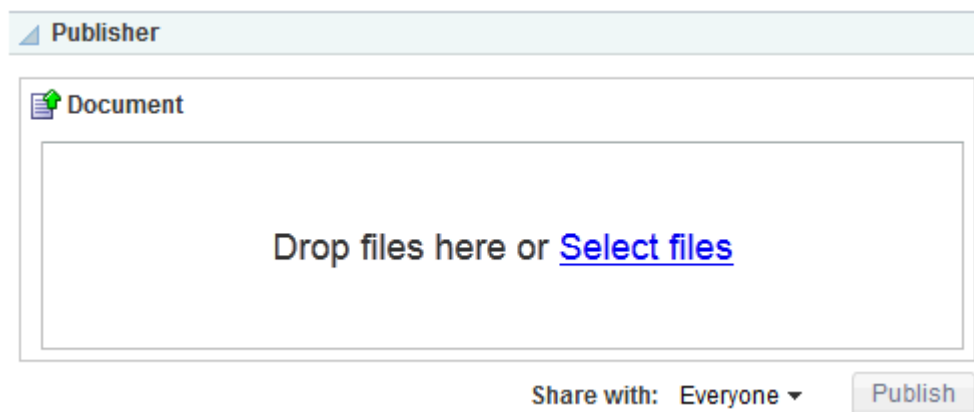 Publisher
Document
Drop files here or Select files
Share with: Everyone Publish